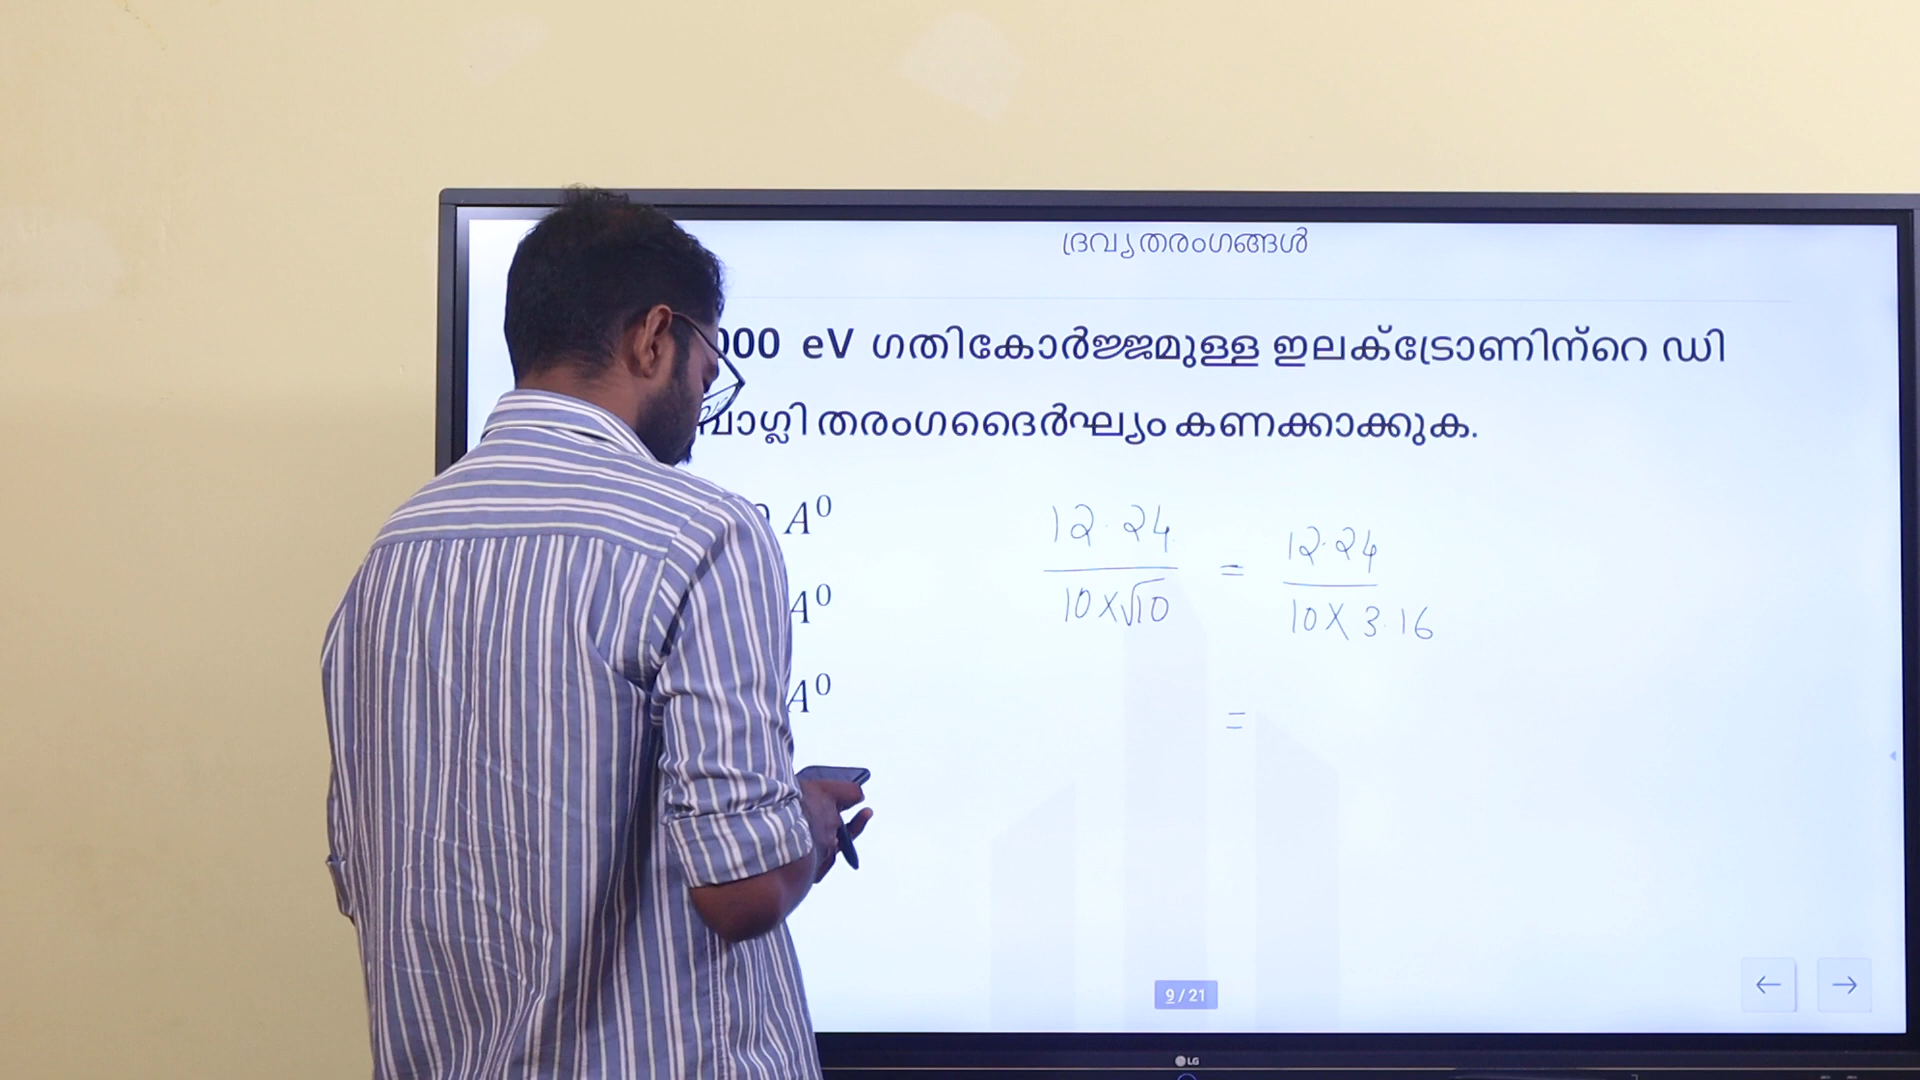 ദ്രവ്യതരംഗങ്ങൾ
000 eV ഗതികോർജ്ജമുള്ള ഇലക്ട്രോണിന്റെ ഡി
തരംഗദൈർഘ്യം കണക്കാക്കുക.
A⁰
A⁰
A⁰
12.24 / 10 X √10 = 12.24 / 10 X 3.16
=
9 / 21
LG